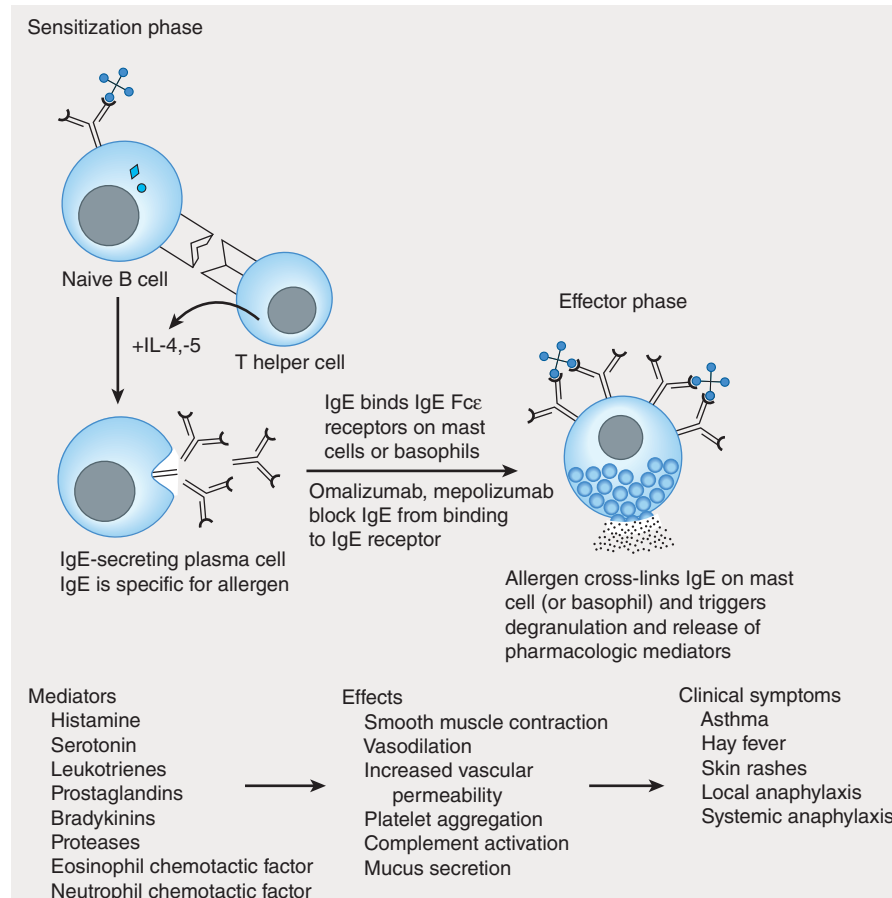 Sensitization phase
Naive B cell
+IL-4,-5
T helper cell
Effector phase
IgE binds IgE Fcε
receptors on mast
cells or basophils
Omalizumab, mepolizumab
block IgE from binding
to IgE receptor
IgE-secreting plasma cell
IgE is specific for allergen
Allergen cross-links IgE on mast
cell (or basophil) and triggers
degranulation and release of
pharmacologic mediators
Mediators
Histamine
Serotonin
Leukotrienes
Prostaglandins
Bradykinins
Proteases
Eosinophil chemotactic factor
Neutrophil chemotactic factor
Effects
Smooth muscle contraction
Vasodilation
Increased vascular
permeability
Platelet aggregation
Complement activation
Mucus secretion
Clinical symptoms
Asthma
Hay fever
Skin rashes
Local anaphylaxis
Systemic anaphylaxis